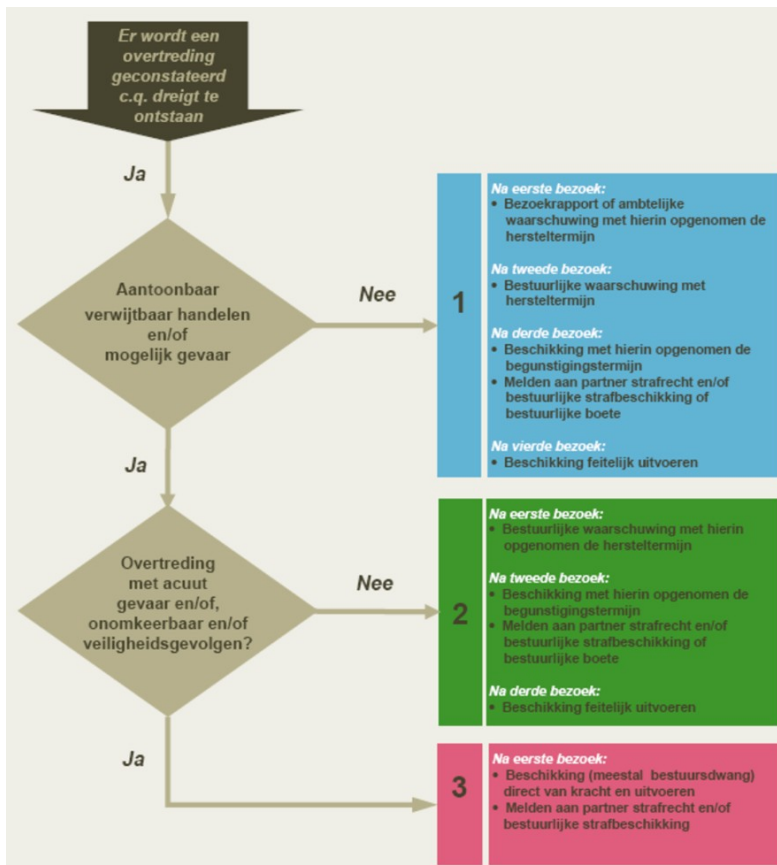 Er wordt een
overtreding
geconstateerd
c.q. dreigt te
ontstaan
Ja
Aantoonbaar
verwijtbaar handelen
en/of
mogelijk gevaar
Nee
1
Na eerste bezoek:
• Bezoekrapport of ambtelijke
waarschuwing met hierin opgenomen de
hersteltermijn
Na tweede bezoek:
• Bestuurlijke waarschuwing met
hersteltermijn
Na derde bezoek:
• Beschikking met hierin opgenomen de
begunstigingstermijn
• Melden aan partner strafrecht en/of
bestuurlijke strafbeschikking of
bestuurlijke boete
Na vierde bezoek:
• Beschikking feitelijk uitvoeren
Ja
Overtreding
met acuut
gevaar en/of,
onomkeerbaar en/of
veiligheidsgevolgen?
Nee
2
Na eerste bezoek:
• Bestuurlijke waarschuwing met hierin
opgenomen de hersteltermijn
Na tweede bezoek:
• Beschikking met hierin opgenomen de
begunstigingstermijn
• Melden aan partner strafrecht en/of
bestuurlijke strafbeschikking of
bestuurlijke boete
Na derde bezoek:
• Beschikking feitelijk uitvoeren
Ja
3
Na eerste bezoek:
• Beschikking (meestal bestuursdwang)
direct van kracht en uitvoeren
• Melden aan partner strafrecht en/of
bestuurlijke strafbeschikking